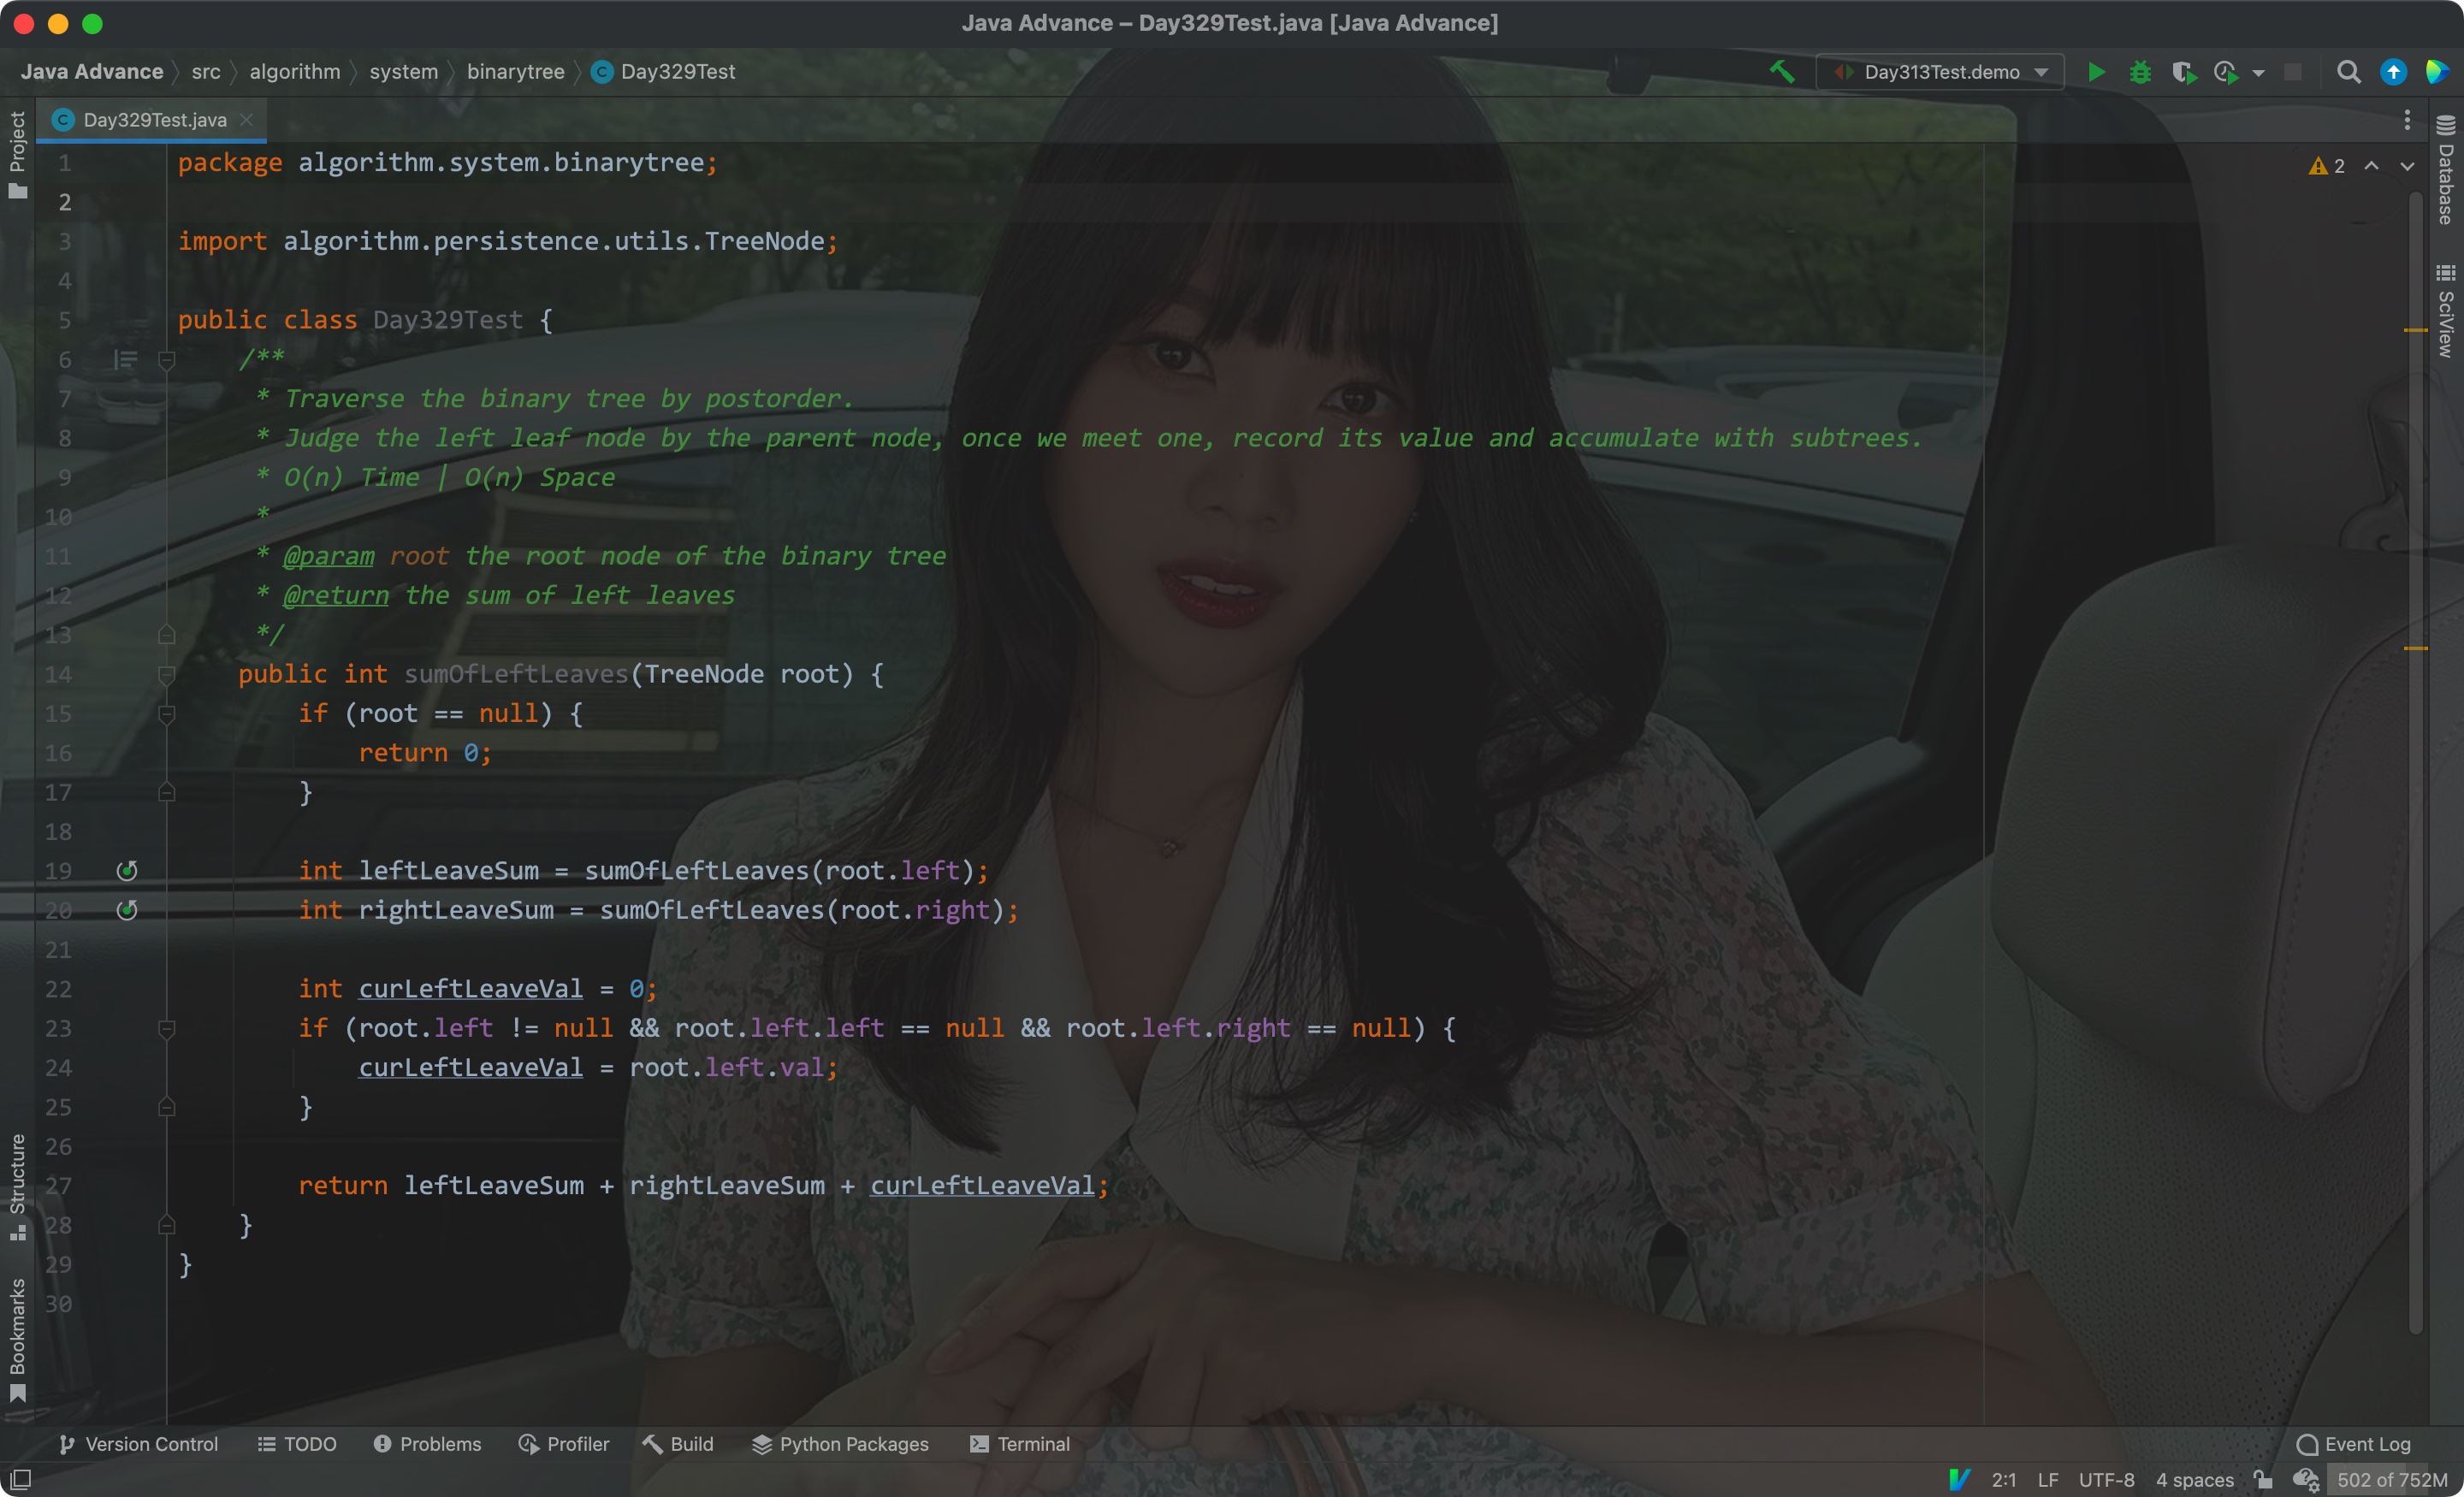 Java Advance – Day329Test.java [Java Advance]
Java Advance src algorithm system binarytree Day329Test Day313Test.demo
Project
Day329Test.java
Database
SciView
2
1 package algorithm.system.binarytree;
2
3 import algorithm.persistence.utils.TreeNode;
4
5 public class Day329Test {
6 /**
7 * Traverse the binary tree by postorder.
8 * Judge the left leaf node by the parent node, once we meet one, record its value and accumulate with subtrees.
9 * O(n) Time | O(n) Space
10 *
11 * @param root the root node of the binary tree
12 * @return the sum of left leaves
13 */
14 public int sumOfLeftLeaves(TreeNode root) {
15 if (root == null) {
16 return 0;
17 }
18
19 int leftLeaveSum = sumOfLeftLeaves(root.left);
20 int rightLeaveSum = sumOfLeftLeaves(root.right);
21
22 int curLeftLeaveVal = 0;
23 if (root.left != null && root.left.left == null && root.left.right == null) {
24 curLeftLeaveVal = root.left.val;
25 }
26
27 return leftLeaveSum + rightLeaveSum + curLeftLeaveVal;
28 }
29 }
30
Structure
Bookmarks
Version Control TODO Problems Profiler Build Python Packages Terminal Event Log
2:1 LF UTF-8 4 spaces 502 of 752M